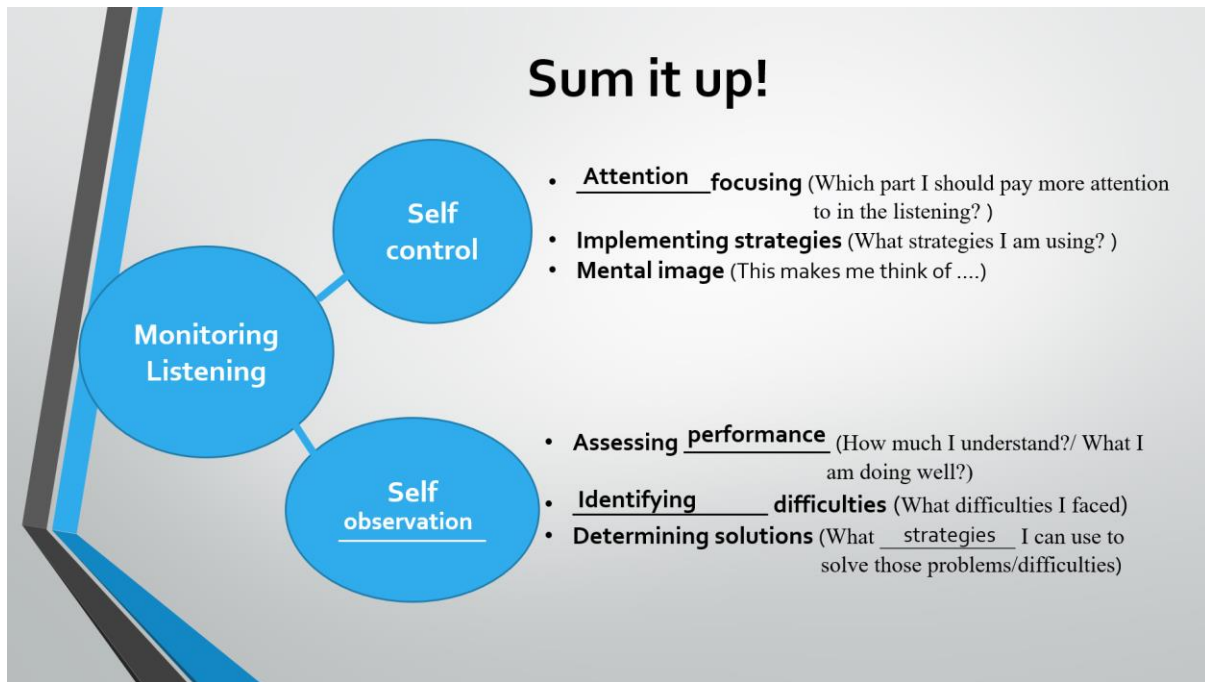 Sum it up!
Self
control
• Attention focusing (Which part I should pay more attention
to in the listening? )
• Implementing strategies (What strategies I am using? )
• Mental image (This makes me think of ....)
Monitoring
Listening
Self
observation
• Assessing performance (How much I understand?/ What I
am doing well?)
• Identifying difficulties (What difficulties I faced)
• Determining solutions (What strategies I can use to
solve those problems/difficulties)